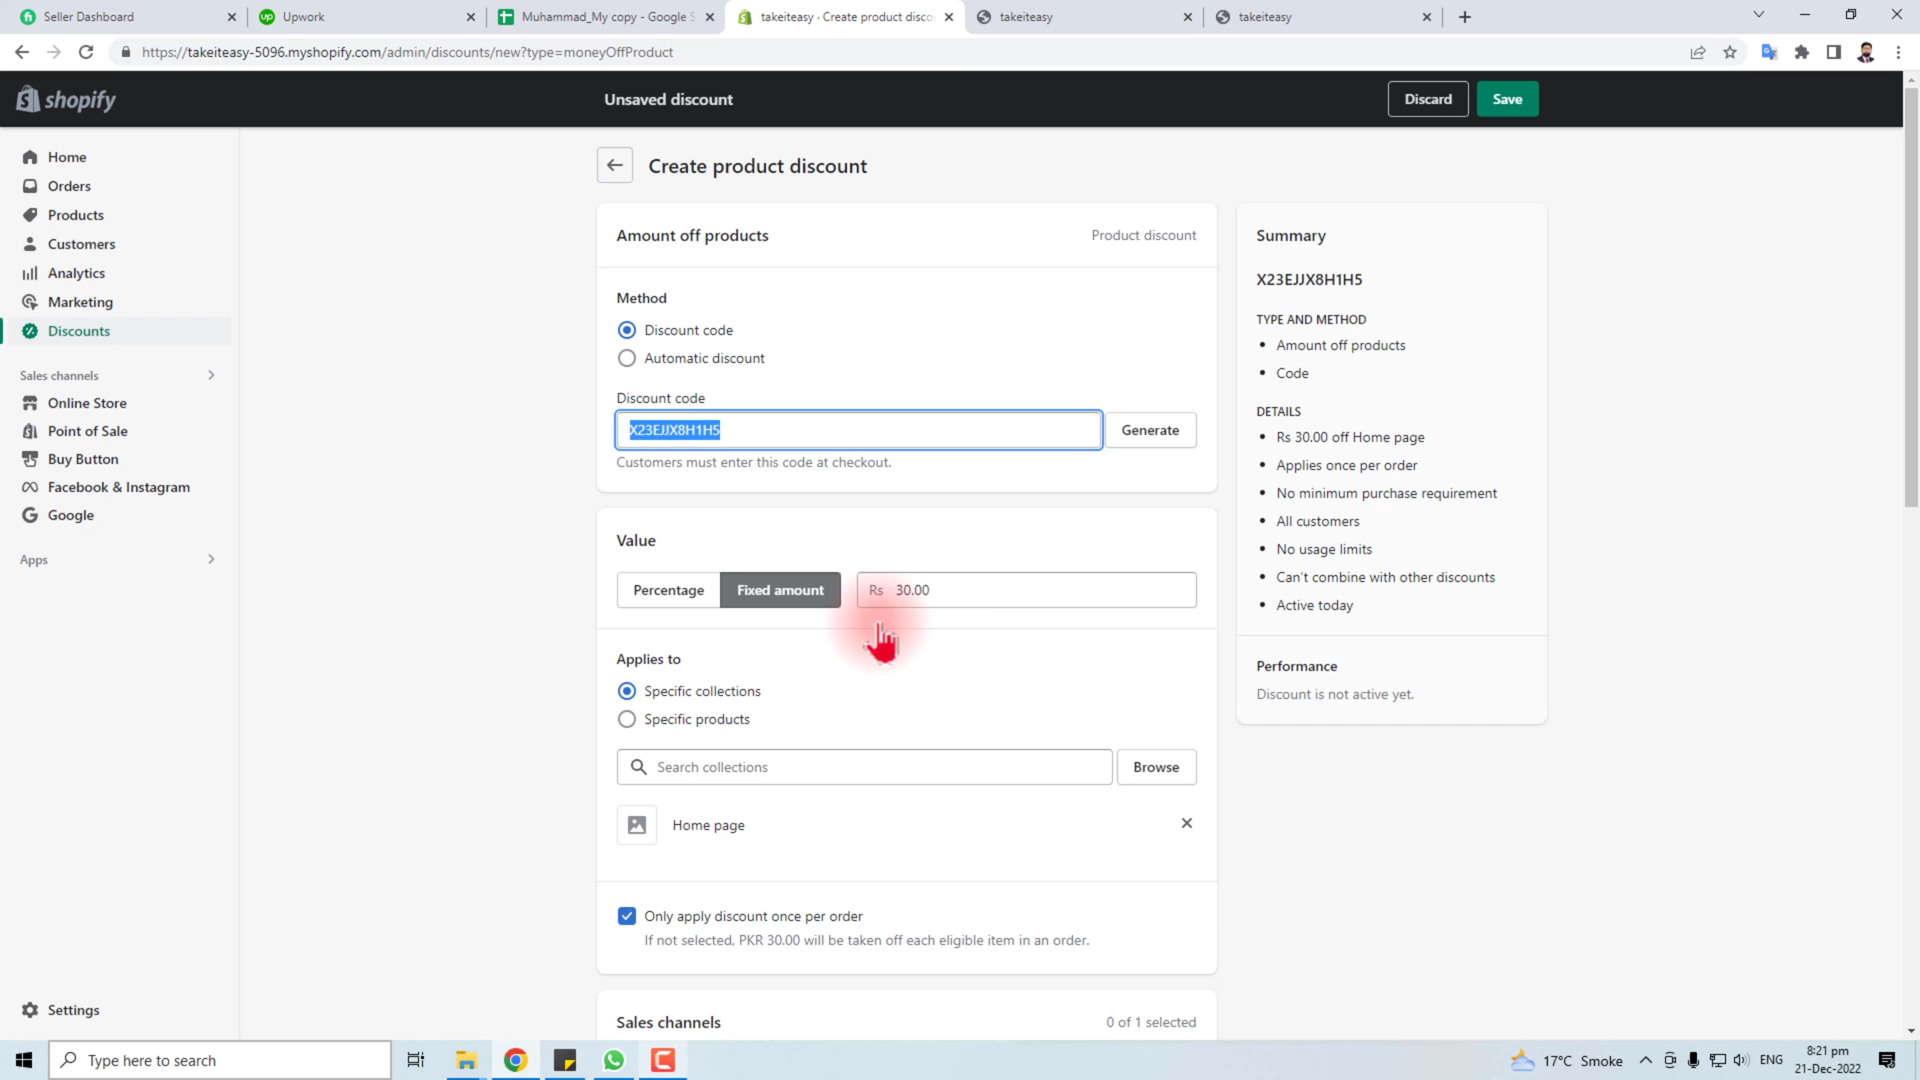 Seller Dashboard
Upwork
Muhammad_My copy - Google S
takeiteasy · Create product disco
takeiteasy
takeiteasy
https://takeiteasy-5096.myshopify.com/admin/discounts/new?type=moneyOffProduct
shopify
Unsaved discount
Discard
Save
Home
Orders
Products
Customers
Analytics
Marketing
Discounts
Sales channels
Online Store
Point of Sale
Buy Button
Facebook & Instagram
Google
Apps
Settings
Create product discount
Amount off products
Product discount
Method
Discount code
Automatic discount
Discount code
X23EJJX8H1H5
Generate
Customers must enter this code at checkout.
Value
Percentage
Fixed amount
Rs 30.00
Applies to
Specific collections
Specific products
Search collections
Browse
Home page
Only apply discount once per order
If not selected, PKR 30.00 will be taken off each eligible item in an order.
Sales channels
0 of 1 selected
Summary
X23EJJX8H1H5
TYPE AND METHOD
• Amount off products
• Code
DETAILS
• Rs 30.00 off Home page
• Applies once per order
• No minimum purchase requirement
• All customers
• No usage limits
• Can't combine with other discounts
• Active today
Performance
Discount is not active yet.
Type here to search
17°C Smoke
ENG
8:21 pm
21-Dec-2022